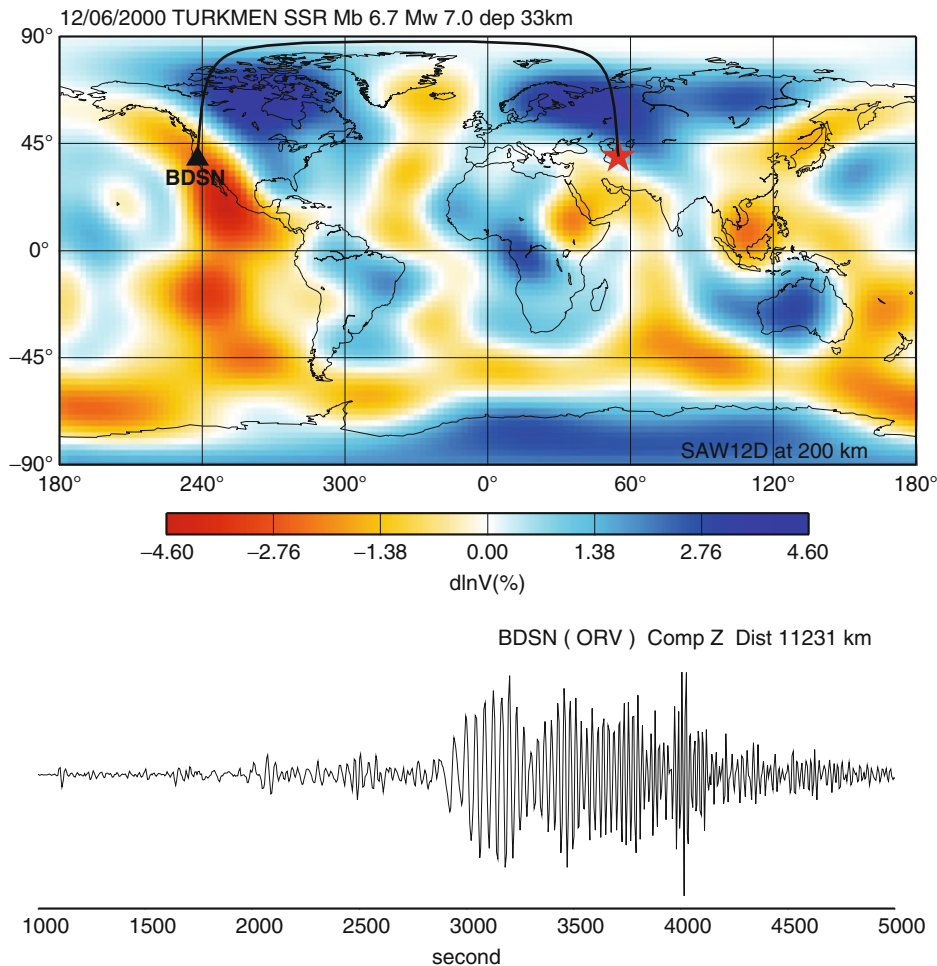 12/06/2000 TURKMEN SSR Mb 6.7 Mw 7.0 dep 33km
90°
45°
0°
−45°
−90°
BDSN
SAW12D at 200 km
180° 240° 300° 0° 60° 120° 180°
−4.60 −2.76 −1.38 0.00 1.38 2.76 4.60
dlnV(%)
BDSN ( ORV ) Comp Z Dist 11231 km
1000 1500 2000 2500 3000 3500 4000 4500 5000
second